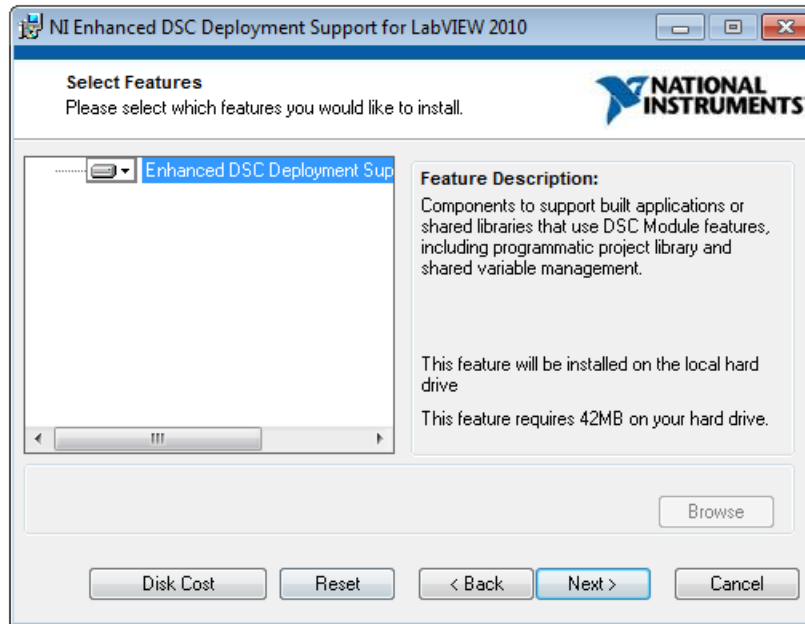 NI Enhanced DSC Deployment Support for LabVIEW 2010
Select Features
Please select which features you would like to install.
NATIONAL
INSTRUMENTS
Enhanced DSC Deployment Sup
Feature Description:
Components to support built applications or
shared libraries that use DSC Module features,
including programmatic project library and
shared variable management.
This feature will be installed on the local hard
drive
This feature requires 42MB on your hard drive.
Browse
Disk Cost
Reset
< Back
Next >
Cancel